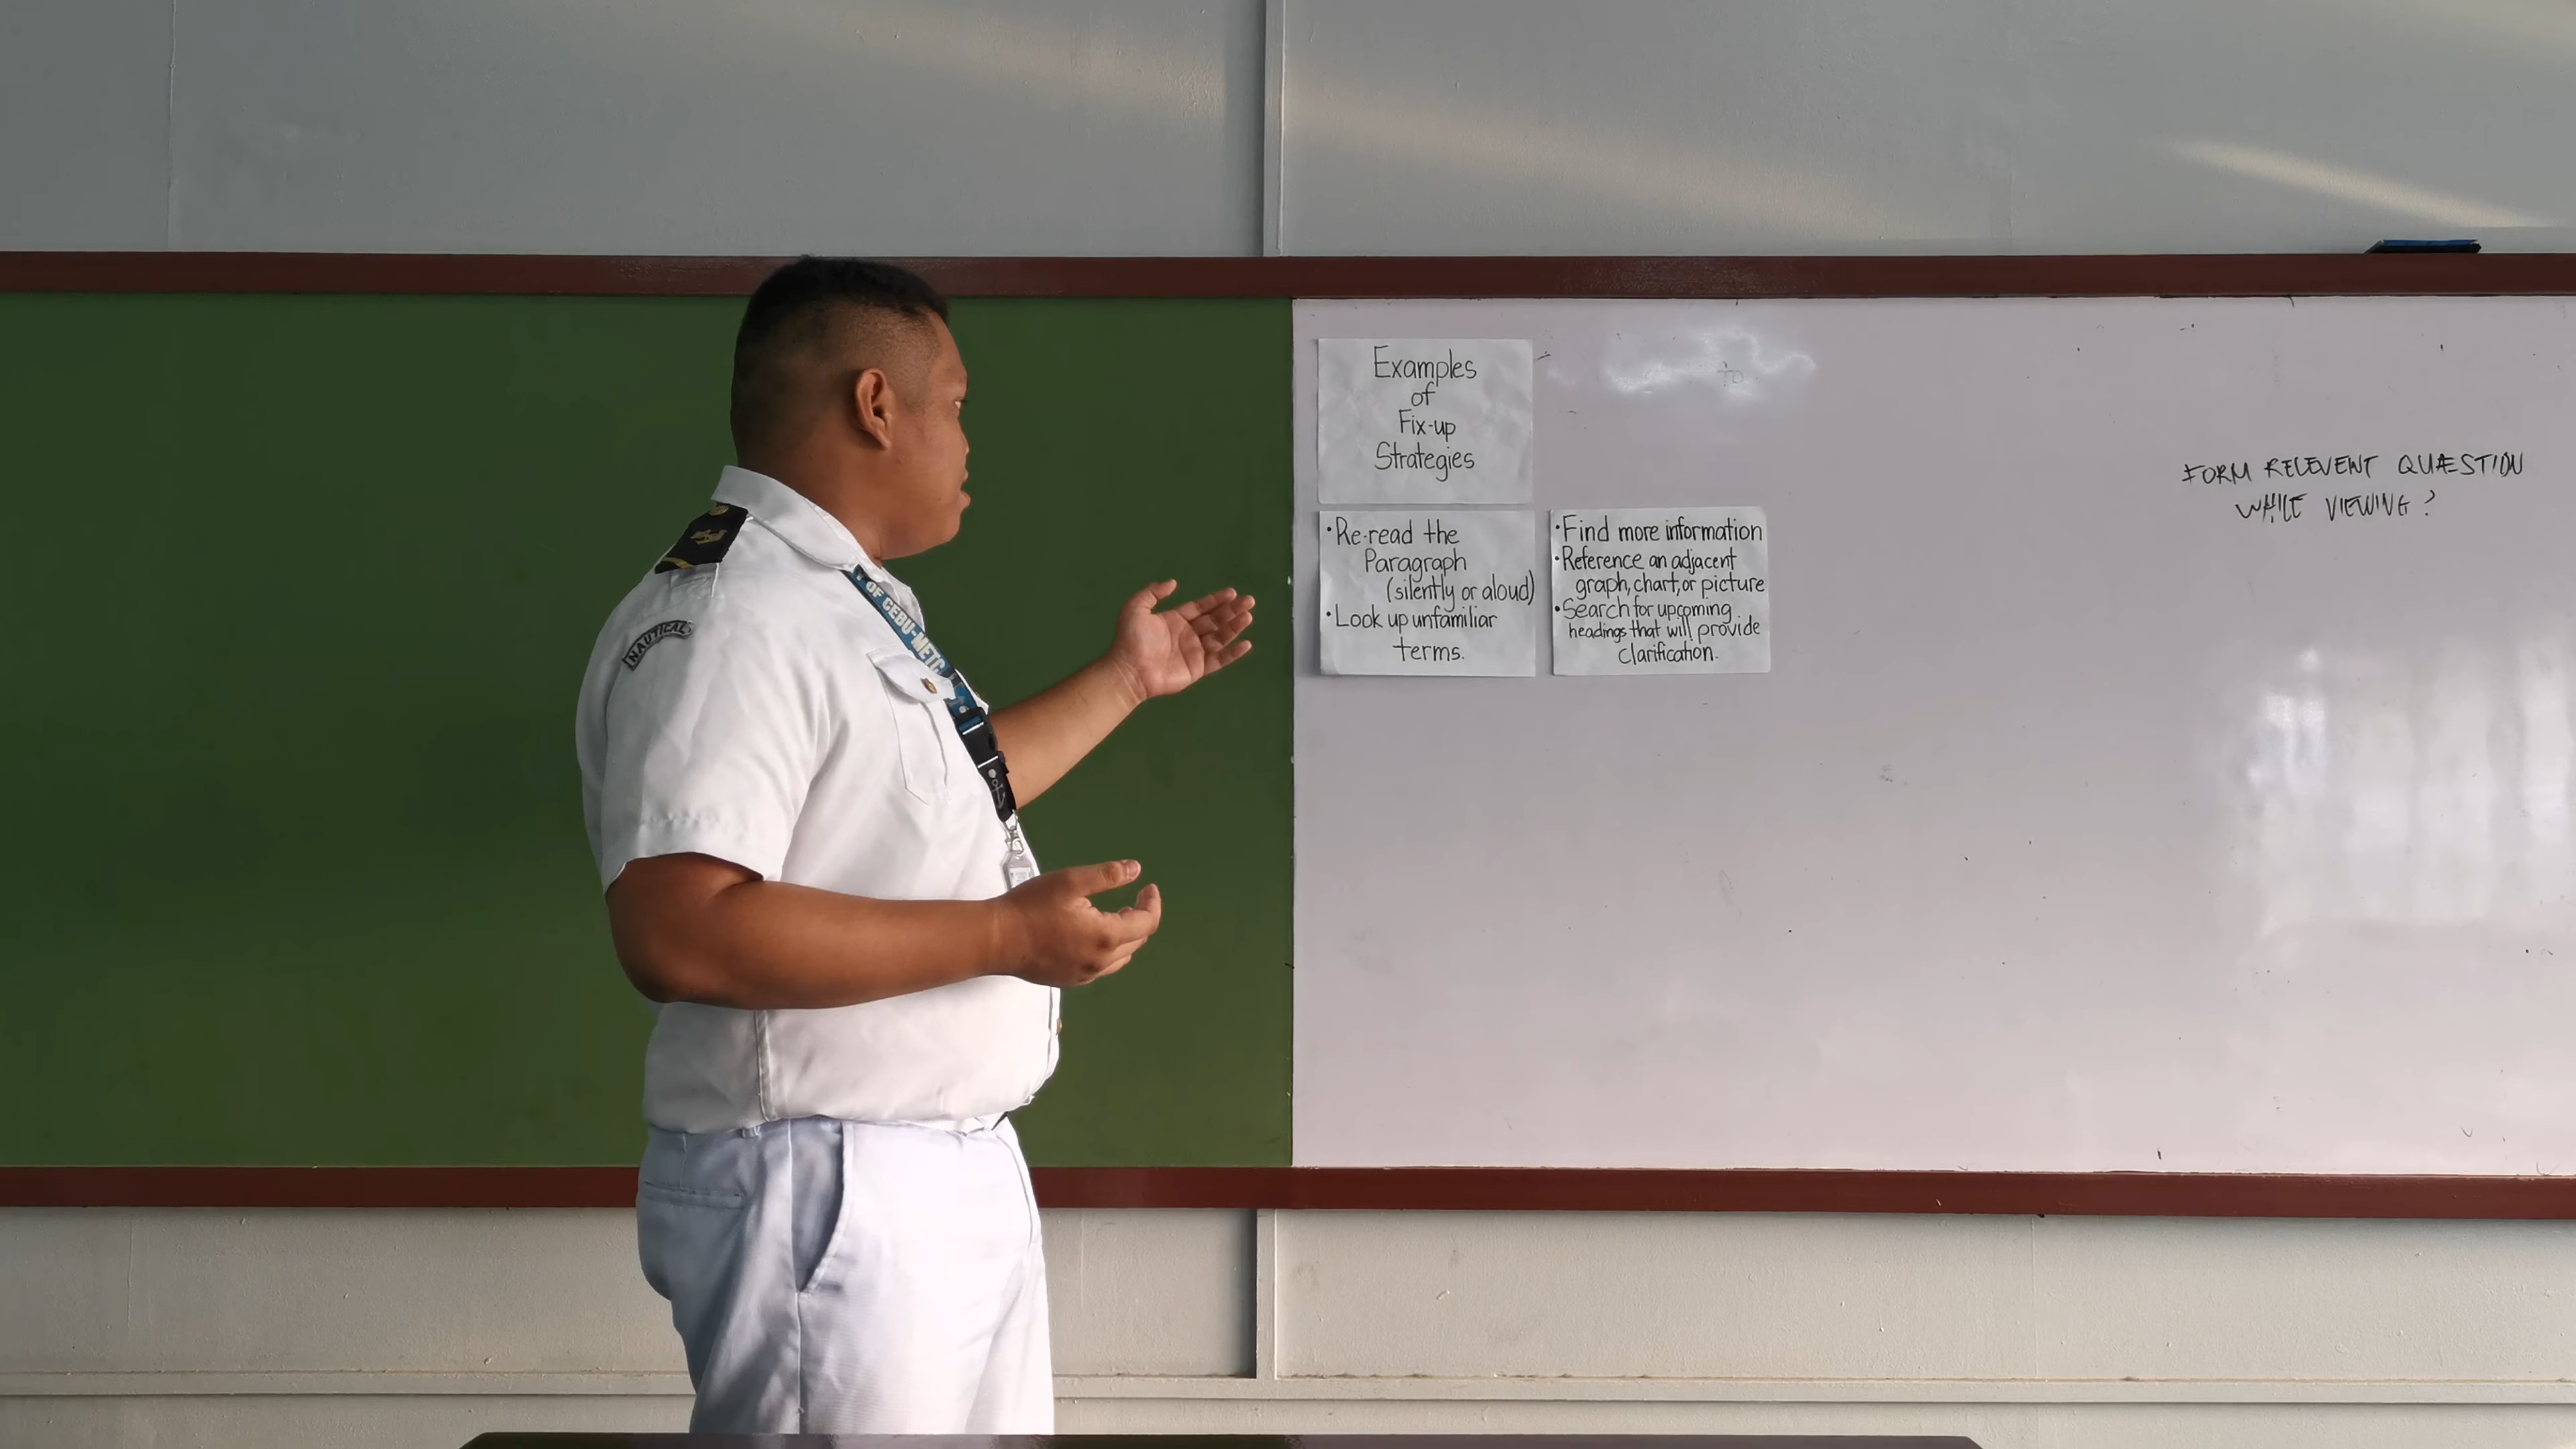 Examples
of
Fix-up
Strategies
• Re-read the
Paragraph
(silently or aloud)
• Look up unfamiliar
terms.
• Find more information
• Reference an adjacent
graph, chart, or picture
• Search for upcoming
headings that will provide
clarification.
FORM RELEVENT QUÆSTION
WHILE VIEWING?
TO
NAUTICAL
OF CEBU-METC